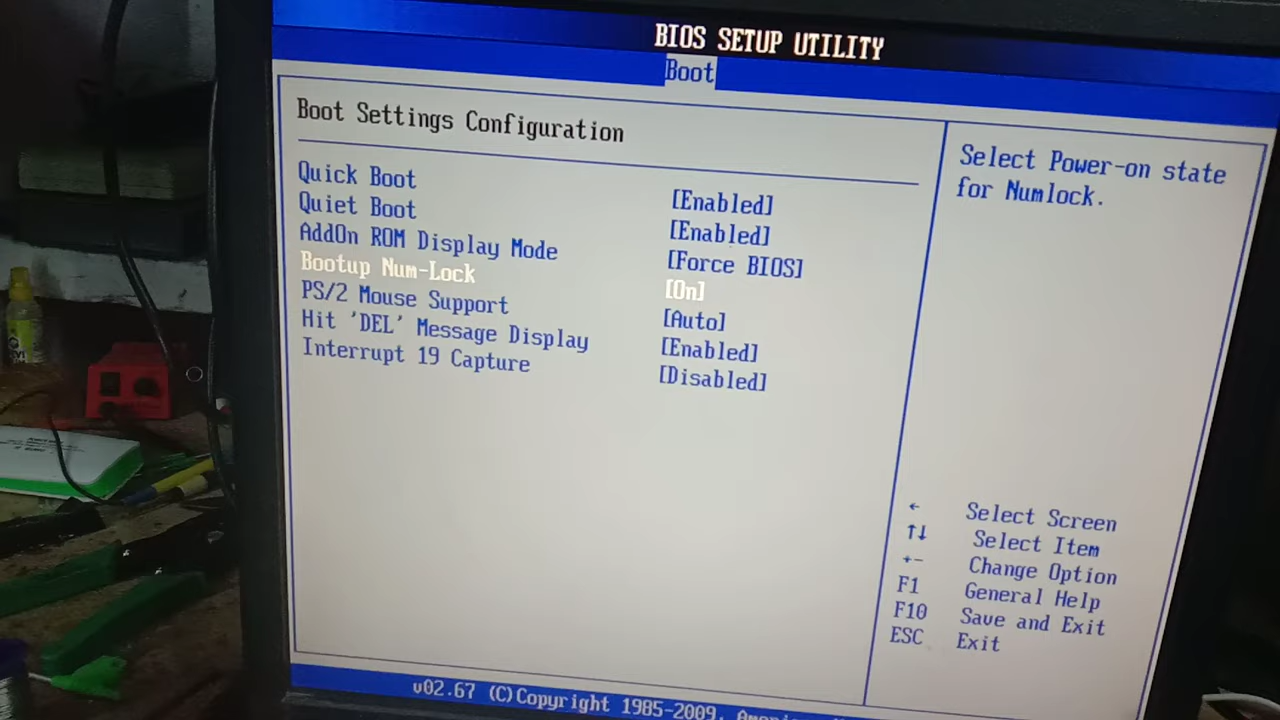 BIOS SETUP UTILITY
Boot
Boot Settings Configuration
Quick Boot [Enabled]
Quiet Boot [Enabled]
AddOn ROM Display Mode [Force BIOS]
Bootup Num-Lock [On]
PS/2 Mouse Support [Auto]
Hit 'DEL' Message Display [Enabled]
Interrupt 19 Capture [Disabled]
Select Power-on state
for Numlock.
← Select Screen
↑↓ Select Item
+- Change Option
F1 General Help
F10 Save and Exit
ESC Exit
v02.67 (C)Copyright 1985-2009,